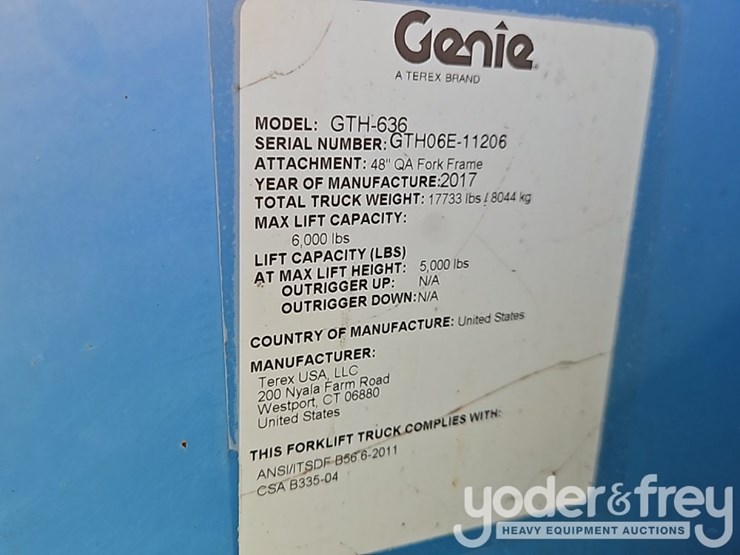 Genie
A TEREX BRAND
MODEL: GTH-636
SERIAL NUMBER: GTH06E-11206
ATTACHMENT: 48" QA Fork Frame
YEAR OF MANUFACTURE: 2017
TOTAL TRUCK WEIGHT: 17733 lbs / 8044 kg
MAX LIFT CAPACITY:
6,000 lbs
LIFT CAPACITY (LBS)
AT MAX LIFT HEIGHT: 5,000 lbs
OUTRIGGER UP: N/A
OUTRIGGER DOWN: N/A
COUNTRY OF MANUFACTURE: United States
MANUFACTURER:
Terex USA, LLC
200 Nyala Farm Road
Westport, CT 06880
United States
THIS FORKLIFT TRUCK COMPLIES WITH:
ANSI/ITSDF B56.6-2011
CSA B335-04
yoder&frey
HEAVY EQUIPMENT AUCTIONS